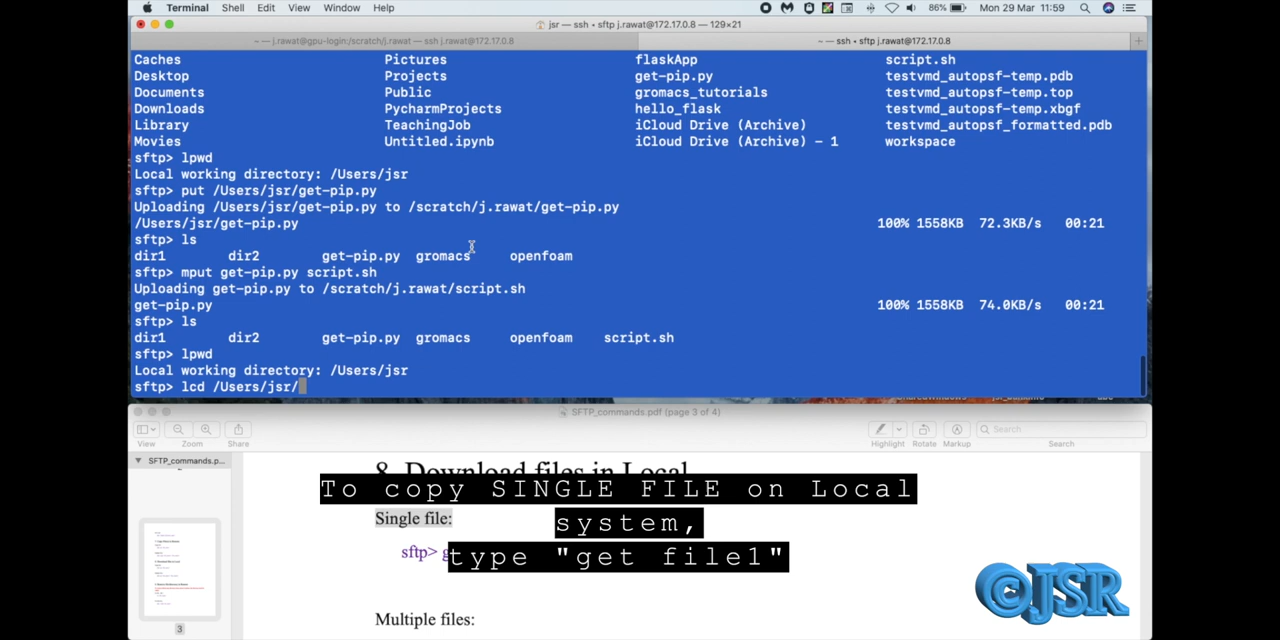 Terminal Shell Edit View Window Help 86% Mon 29 Mar 11:59
jsr — ssh • sftp j.rawat@172.17.0.8 — 129×21
~ — j.rawat@gpu-login:/scratch/j.rawat — ssh j.rawat@172.17.0.8 ~ — ssh • sftp j.rawat@172.17.0.8
Caches Pictures flaskApp script.sh
Desktop Projects get-pip.py testvmd_autopsf-temp.pdb
Documents Public gromacs_tutorials testvmd_autopsf-temp.top
Downloads PycharmProjects hello_flask testvmd_autopsf-temp.xbgf
Library TeachingJob iCloud Drive (Archive) testvmd_autopsf_formatted.pdb
Movies Untitled.ipynb iCloud Drive (Archive) - 1 workspace
sftp> lpwd
Local working directory: /Users/jsr
sftp> put /Users/jsr/get-pip.py
Uploading /Users/jsr/get-pip.py to /scratch/j.rawat/get-pip.py
/Users/jsr/get-pip.py 100% 1558KB 72.3KB/s 00:21
sftp> ls
dir1 dir2 get-pip.py gromacs openfoam
sftp> mput get-pip.py script.sh
Uploading get-pip.py to /scratch/j.rawat/script.sh
get-pip.py 100% 1558KB 74.0KB/s 00:21
sftp> ls
dir1 dir2 get-pip.py gromacs openfoam script.sh
sftp> lpwd
Local working directory: /Users/jsr
sftp> lcd /Users/jsr/
SFTP_commands.pdf (page 3 of 4)
Search
View Zoom Share Highlight Rotate Markup Search
SFTP_commands.p...
8. Download files in Local
To copy SINGLE FILE on Local
Single file:
system,
sftp> g
type "get file1"
©JSR
Multiple files:
3